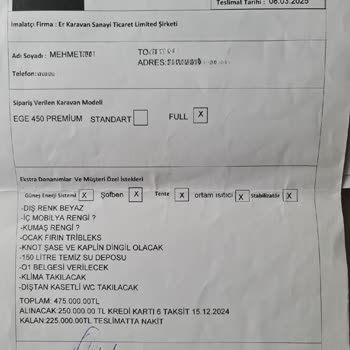 Teslimat Tarihi : 06.03.2025
İmalatçı Firma : Er Karavan Sanayi Ticaret Limited Şirketi
Adı Soyadı : MEHMET
ADRES:
Telefon:
Sipariş Verilen Karavan Modeli
EGE 450 PREMIUM STANDART FULL X
Ekstra Donanımlar Ve Müşteri Özel İstekleri
Güneş Enerji Sistemi X Şofben X Tente X ortam ısıtıcı X Stabilizatör X
-DIŞ RENK BEYAZ
-İÇ MOBİLYA RENGİ ?
-KUMAŞ RENGİ ?
-OCAK FIRIN TRİBLEKS
-KNOT ŞASE VE KAPLİN DİNGİL OLACAK
-150 LİTRE TEMİZ SU DEPOSU
-O1 BELGESİ VERİLECEK
-KLİMA TAKILACAK
-DIŞTAN KASETLİ WC TAKILACAK
TOPLAM: 475.000.00TL
ALINACAK 250.000 00 TL KREDİ KARTI 6 TAKSİT 15.12.2024
KALAN:225.000.00TL TESLİMATTA NAKİT